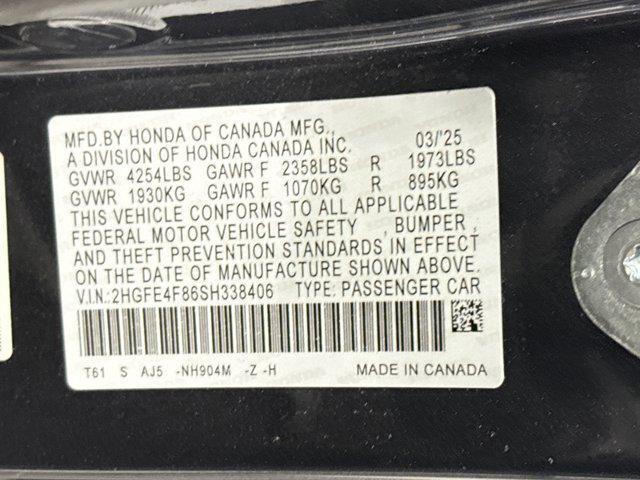 MFD.BY HONDA OF CANADA MFG.,
A DIVISION OF HONDA CANADA INC. 03/'25
GVWR 4254LBS GAWR F 2358LBS R 1973LBS
GVWR 1930KG GAWR F 1070KG R 895KG
THIS VEHICLE CONFORMS TO ALL APPLICABLE
FEDERAL MOTOR VEHICLE SAFETY , BUMPER ,
AND THEFT PREVENTION STANDARDS IN EFFECT
ON THE DATE OF MANUFACTURE SHOWN ABOVE.
V.I.N.:2HGFE4F86SH338406 TYPE: PASSENGER CAR
T61 S AJ5 -NH904M -Z -H MADE IN CANADA